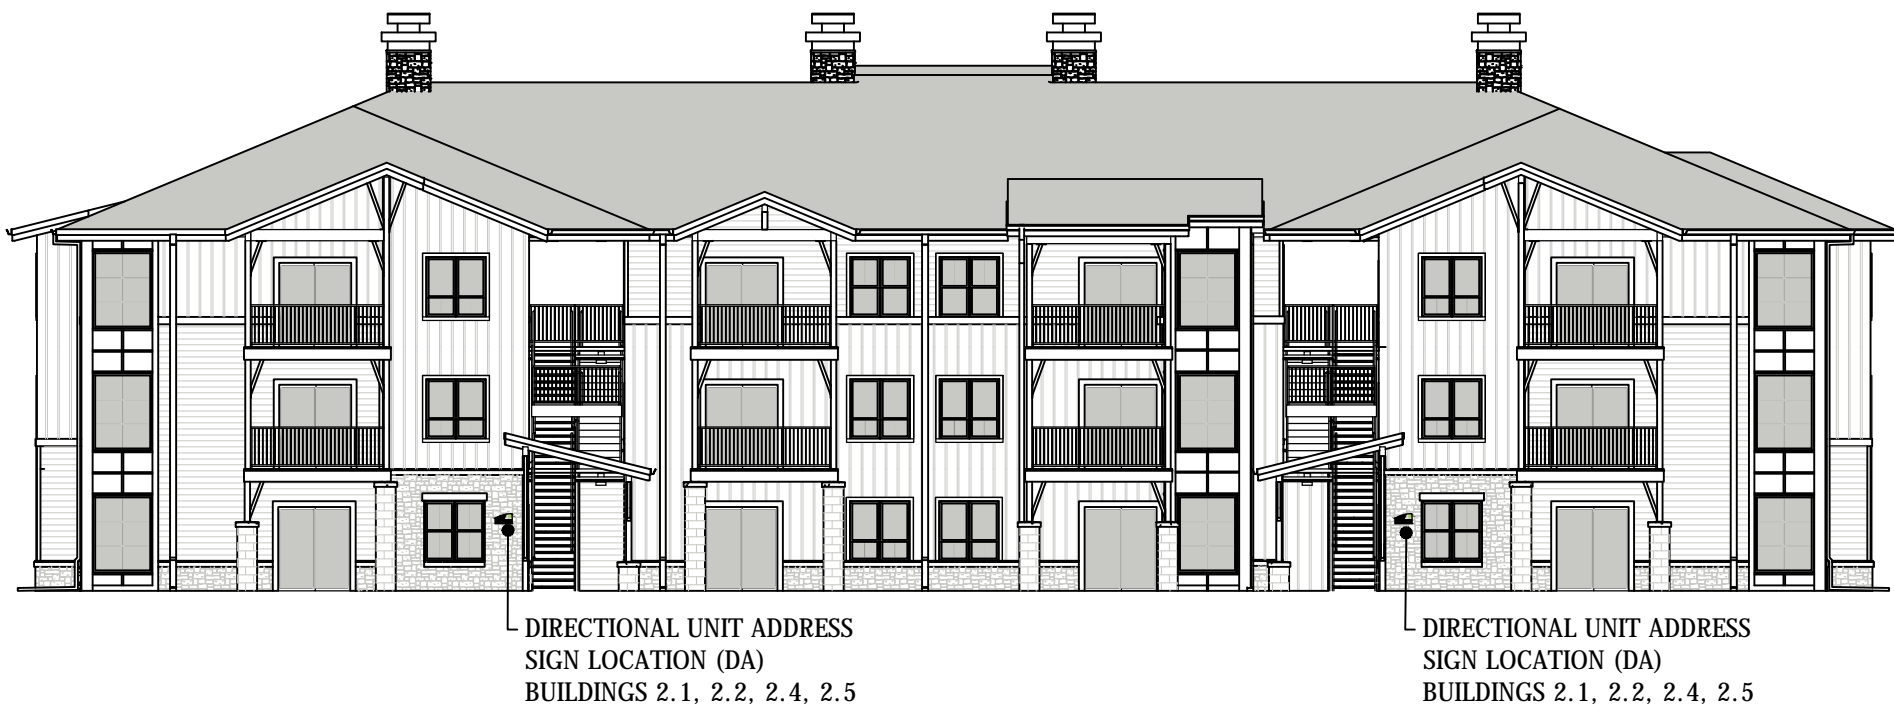 DIRECTIONAL UNIT ADDRESS
SIGN LOCATION (DA)
BUILDINGS 2.1, 2.2, 2.4, 2.5
DIRECTIONAL UNIT ADDRESS
SIGN LOCATION (DA)
BUILDINGS 2.1, 2.2, 2.4, 2.5